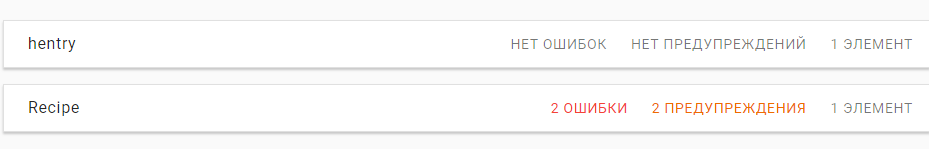 hentry НЕТ ОШИБОК НЕТ ПРЕДУПРЕЖДЕНИЙ 1 ЭЛЕМЕНТ
Recipe 2 ОШИБКИ 2 ПРЕДУПРЕЖДЕНИЯ 1 ЭЛЕМЕНТ